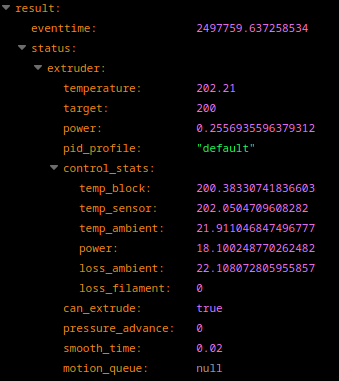 result:
eventtime: 2497759.637258534
status:
extruder:
temperature: 202.21
target: 200
power: 0.2556935596379312
pid_profile: "default"
control_stats:
temp_block: 200.38330741836603
temp_sensor: 202.0504709608282
temp_ambient: 21.911046847496777
power: 18.100248770262482
loss_ambient: 22.108072805955857
loss_filament: 0
can_extrude: true
pressure_advance: 0
smooth_time: 0.02
motion_queue: null